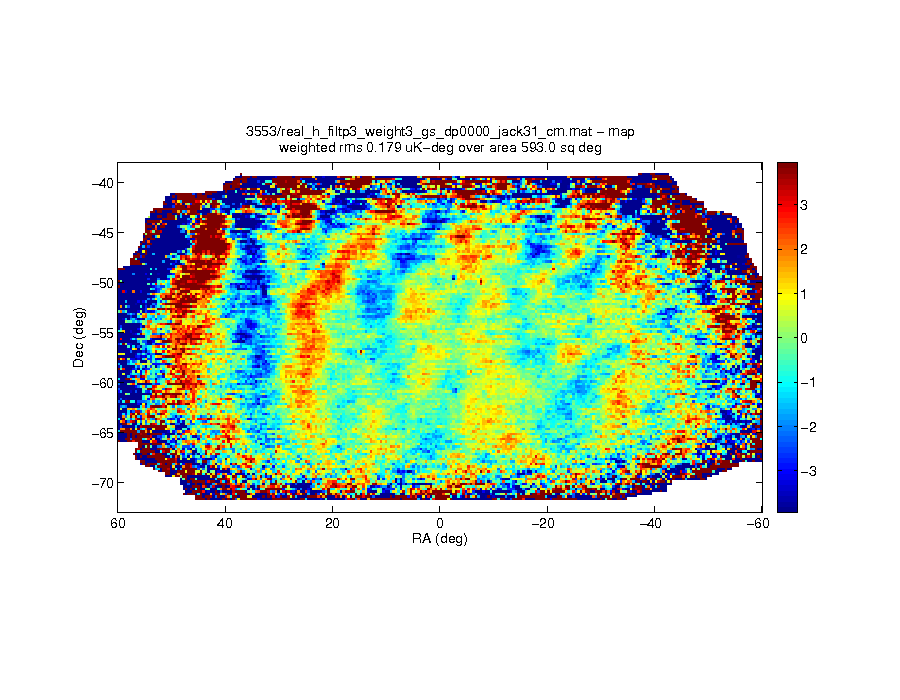 3553/real_h_filtp3_weight3_gs_dp0000_jack31_cm.mat − map
weighted rms 0.179 uK−deg over area 593.0 sq deg
−40
−45
−50
−55
−60
−65
−70
Dec (deg)
60 40 20 0 −20 −40 −60
RA (deg)
3
2
1
0
−1
−2
−3